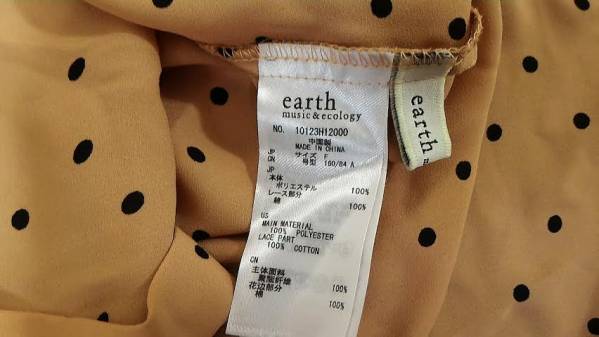 earth
music&ecology
NO. 10123H12000
中国製
MADE IN CHINA
JP サイズ F
CN 号型 160/84 A
JP
本体
ポリエステル 100%
レース部分
綿 100%
US
MAIN MATERIAL
100% POLYESTER
LACE PART
100% COTTON
CN
主体面料
聚酯纤维 100%
花边部分
棉 100%
earth
m